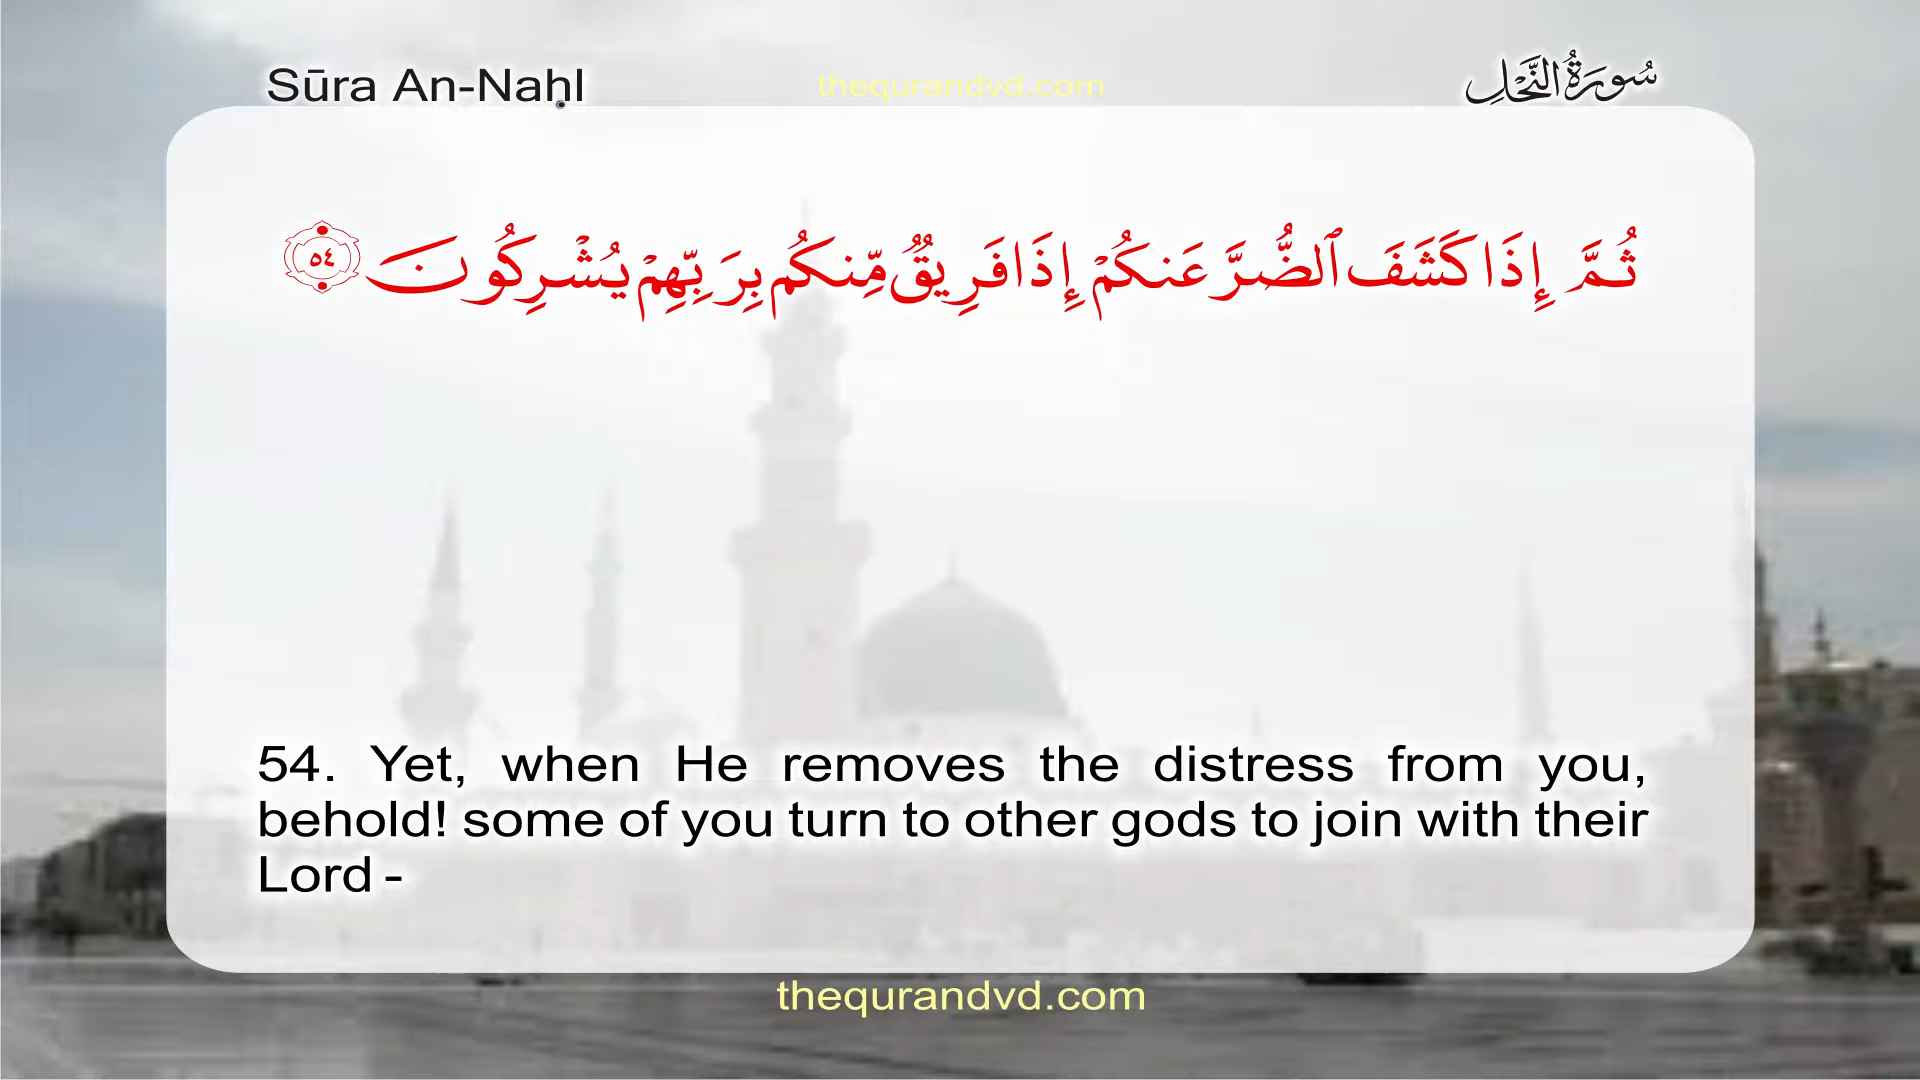 Sūra An-Naḥl
thequrandvd.com
سُورَةُ النَّحْلِ
ثُمَّ إِذَا كَشَفَ ٱلضُّرَّ عَنكُمْ إِذَا فَرِيقٌ مِّنكُم بِرَبِّهِمْ يُشْرِكُونَ ٥٤
54. Yet, when He removes the distress from you,
behold! some of you turn to other gods to join with their
Lord -
thequrandvd.com